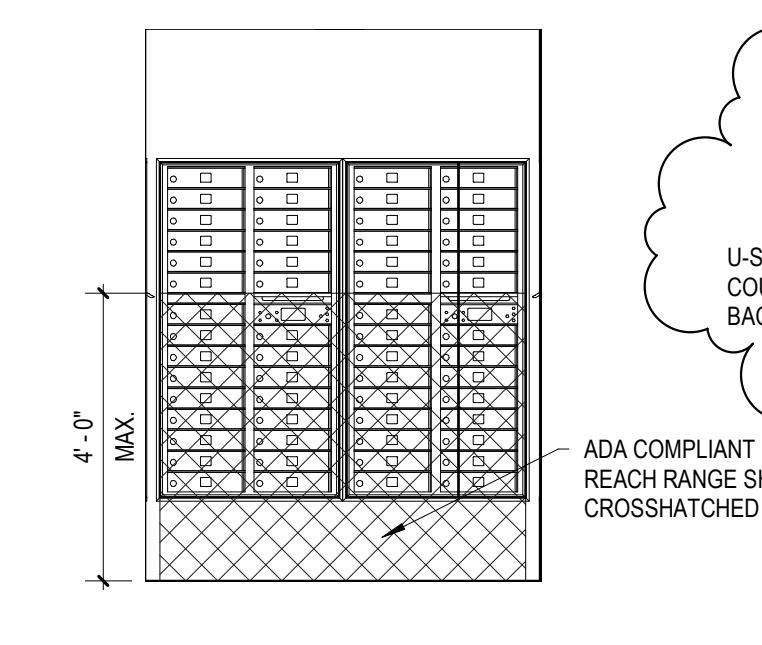 U-S
COU
BAC
4' - 0"
MAX.
ADA COMPLIANT
REACH RANGE SH
CROSSHATCHED